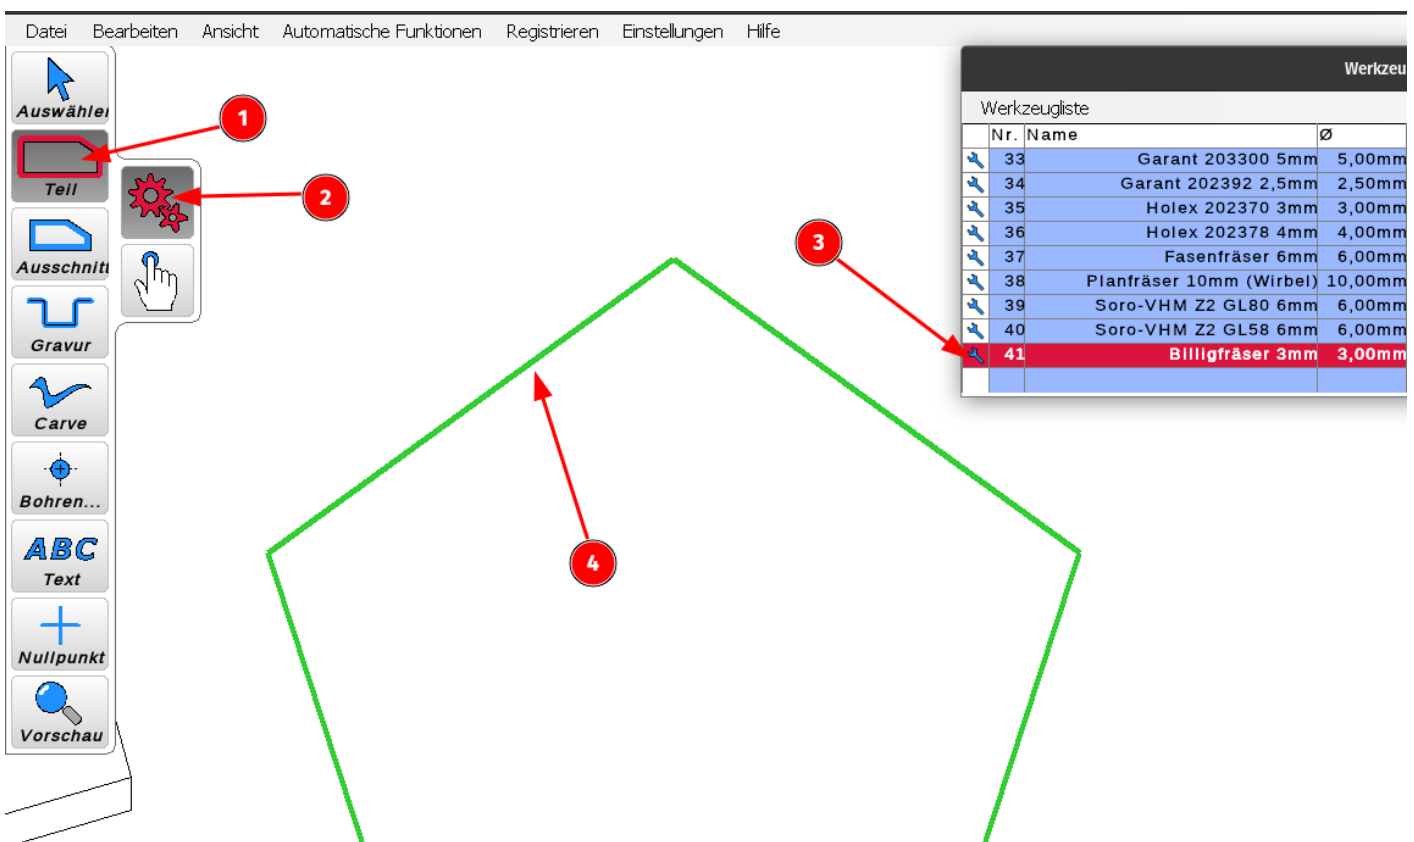 Datei Bearbeiten Ansicht Automatische Funktionen Registrieren Einstellungen Hilfe
Auswähler
Teil
Ausschnitt
Gravur
Carve
Bohren...
ABC
Text
Nullpunkt
Vorschau
1
2
3
4
Werkzeu
Werkzeugliste
Nr. Name Ø
33 Garant 203300 5mm 5,00mm
34 Garant 202392 2,5mm 2,50mm
35 Holex 202370 3mm 3,00mm
36 Holex 202378 4mm 4,00mm
37 Fasenfräser 6mm 6,00mm
38 Planfräser 10mm (Wirbel) 10,00mm
39 Soro-VHM Z2 GL80 6mm 6,00mm
40 Soro-VHM Z2 GL58 6mm 6,00mm
41 Billigfräser 3mm 3,00mm